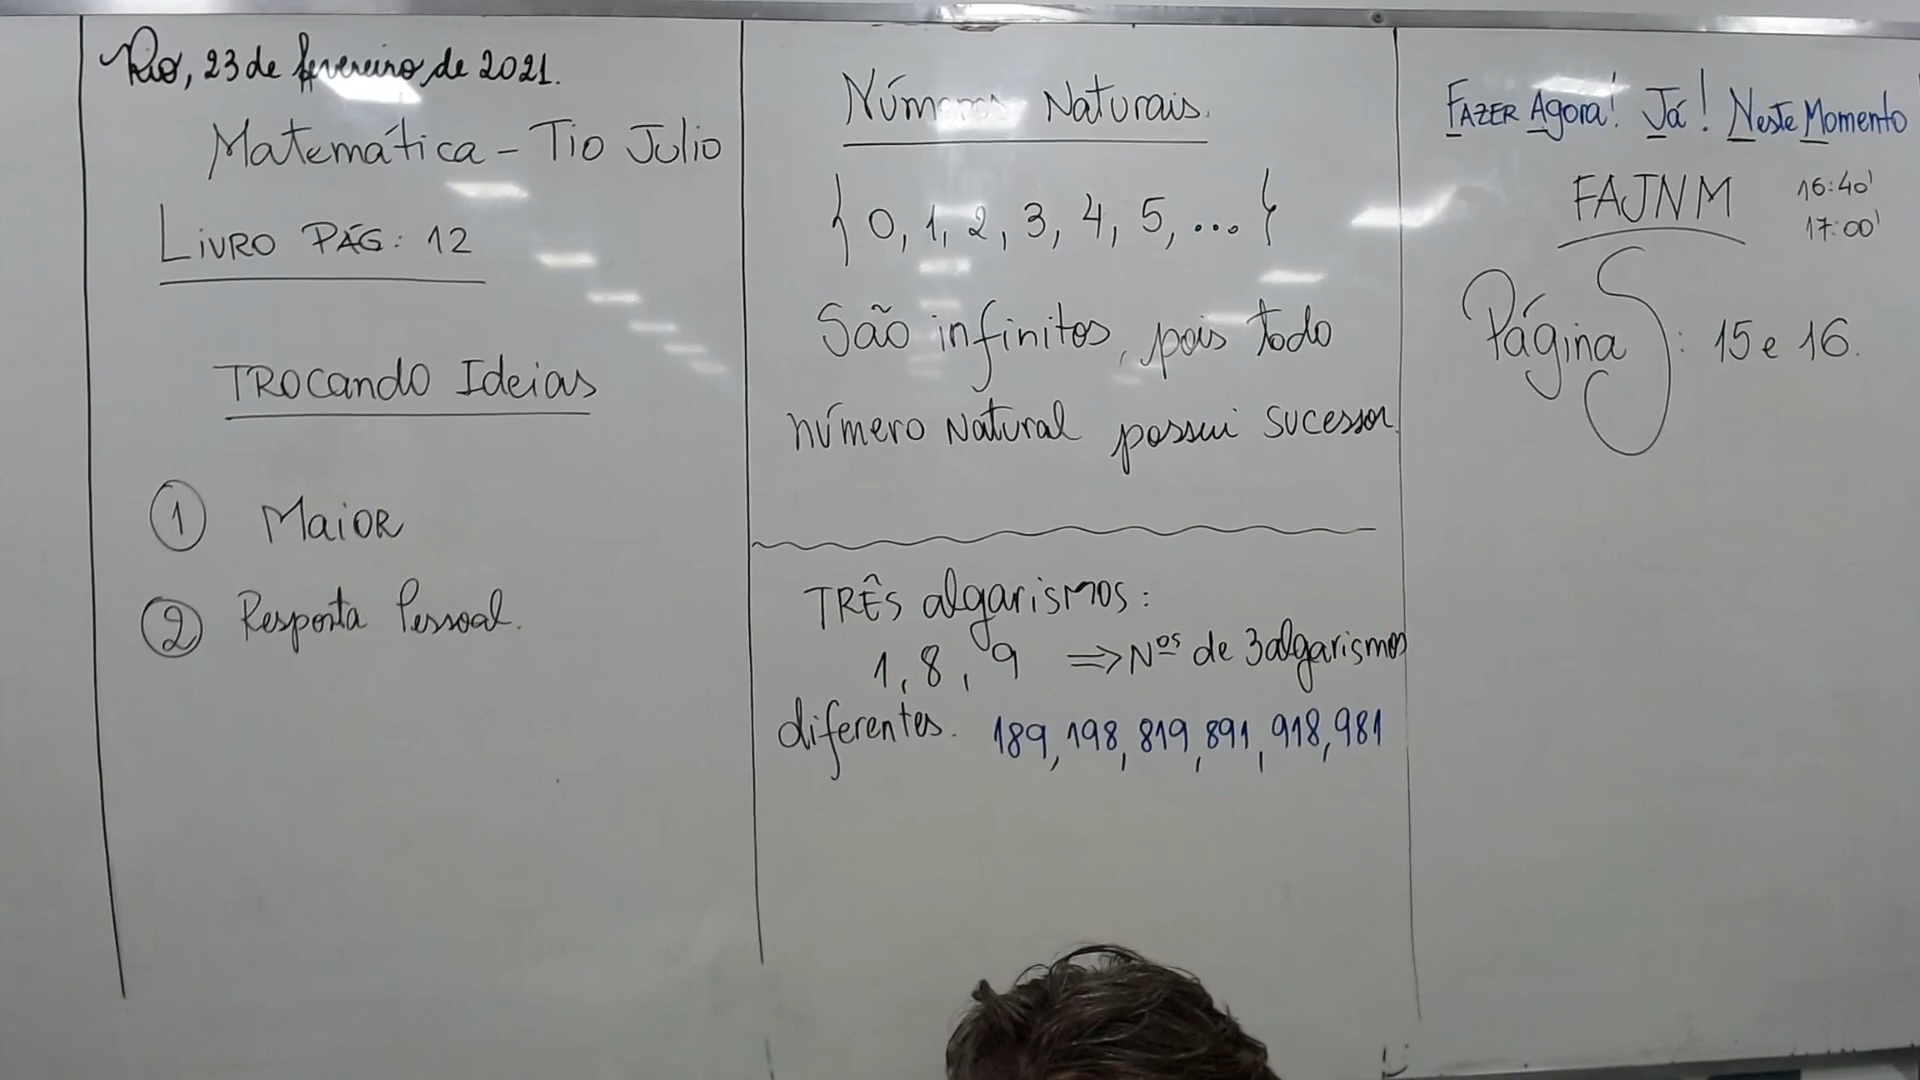 Rio, 23 de fevereiro de 2021.
Matemática - Tio Julio
Livro Pág: 12
Trocando Ideias
1 Maior
2 Resposta Pessoal.
Números Naturais.
{ 0, 1, 2, 3, 4, 5, ... }
São infinitos, pois todo
número natural possui sucessor.
Três algarismos:
1, 8, 9 ⇒ Nºs de 3 algarismos
diferentes. 189, 198, 819, 891, 918, 981
Fazer Agora! Já! Neste Momento
FAJNM 16:40'
17:00'
PáginaS: 15 e 16.